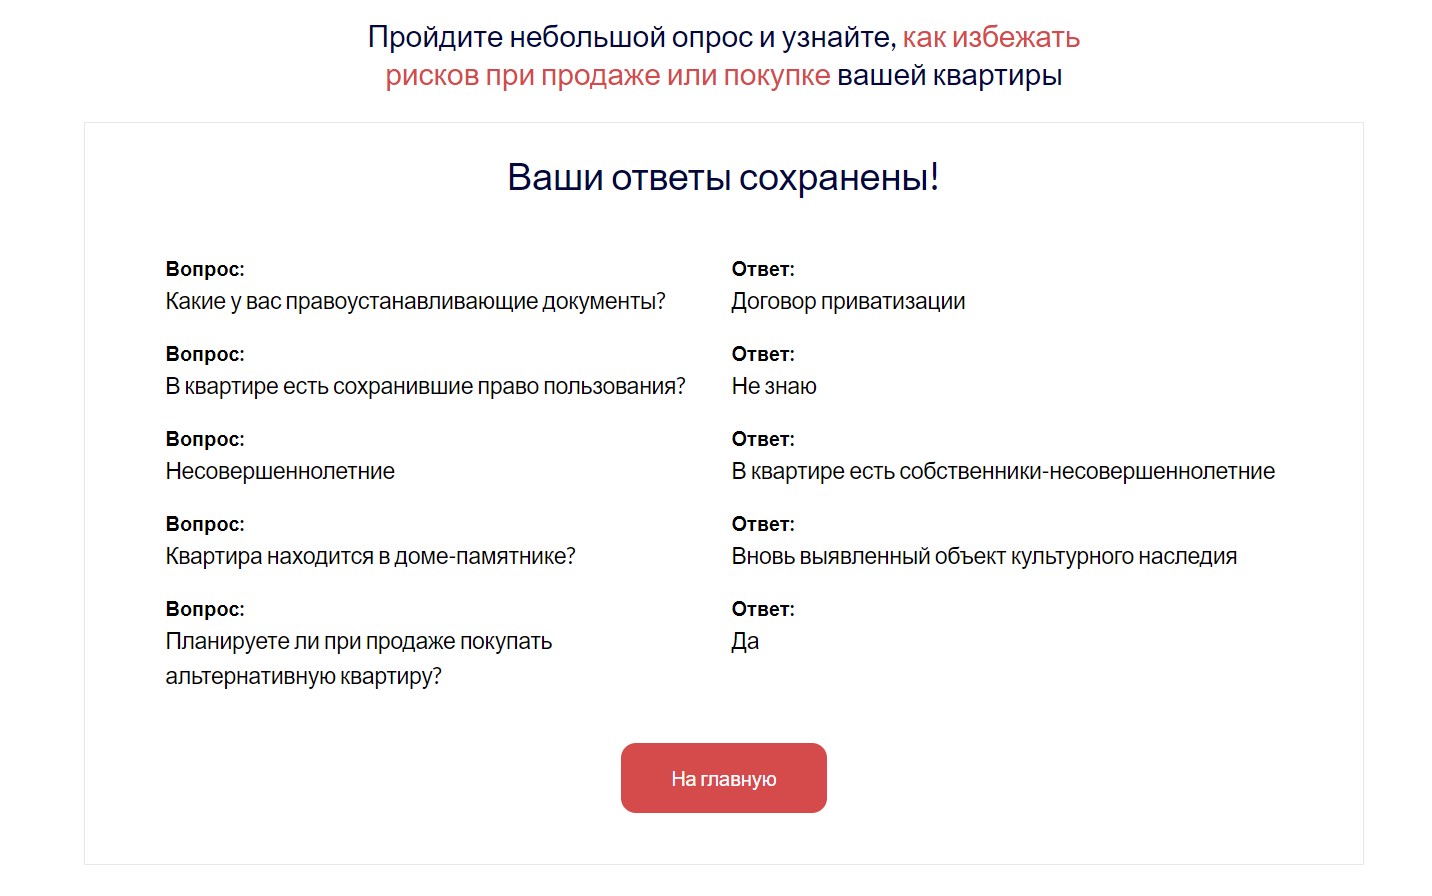 Пройдите небольшой опрос и узнайте, как избежать
рисков при продаже или покупке вашей квартиры
Ваши ответы сохранены!
Вопрос:
Какие у вас правоустанавливающие документы?
Ответ:
Договор приватизации
Вопрос:
В квартире есть сохранившие право пользования?
Ответ:
Не знаю
Вопрос:
Несовершеннолетние
Ответ:
В квартире есть собственники-несовершеннолетние
Вопрос:
Квартира находится в доме-памятнике?
Ответ:
Вновь выявленный объект культурного наследия
Вопрос:
Планируете ли при продаже покупать
альтернативную квартиру?
Ответ:
Да
На главную